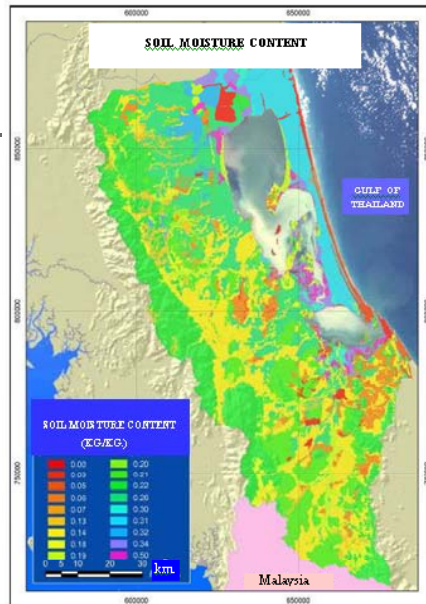 600000 650000
SOIL MOISTURE CONTENT
850000
GULF OF
THAILAND
800000
SOIL MOISTURE CONTENT
(KG/KG.)
0.00 0.20
0.03 0.21
0.05 0.22
0.06 0.26
0.07 0.30
0.13 0.31
0.14 0.32
0.18 0.34
0.19 0.50
750000
0 5 10 20 30
km.
Malaysia
600000 650000